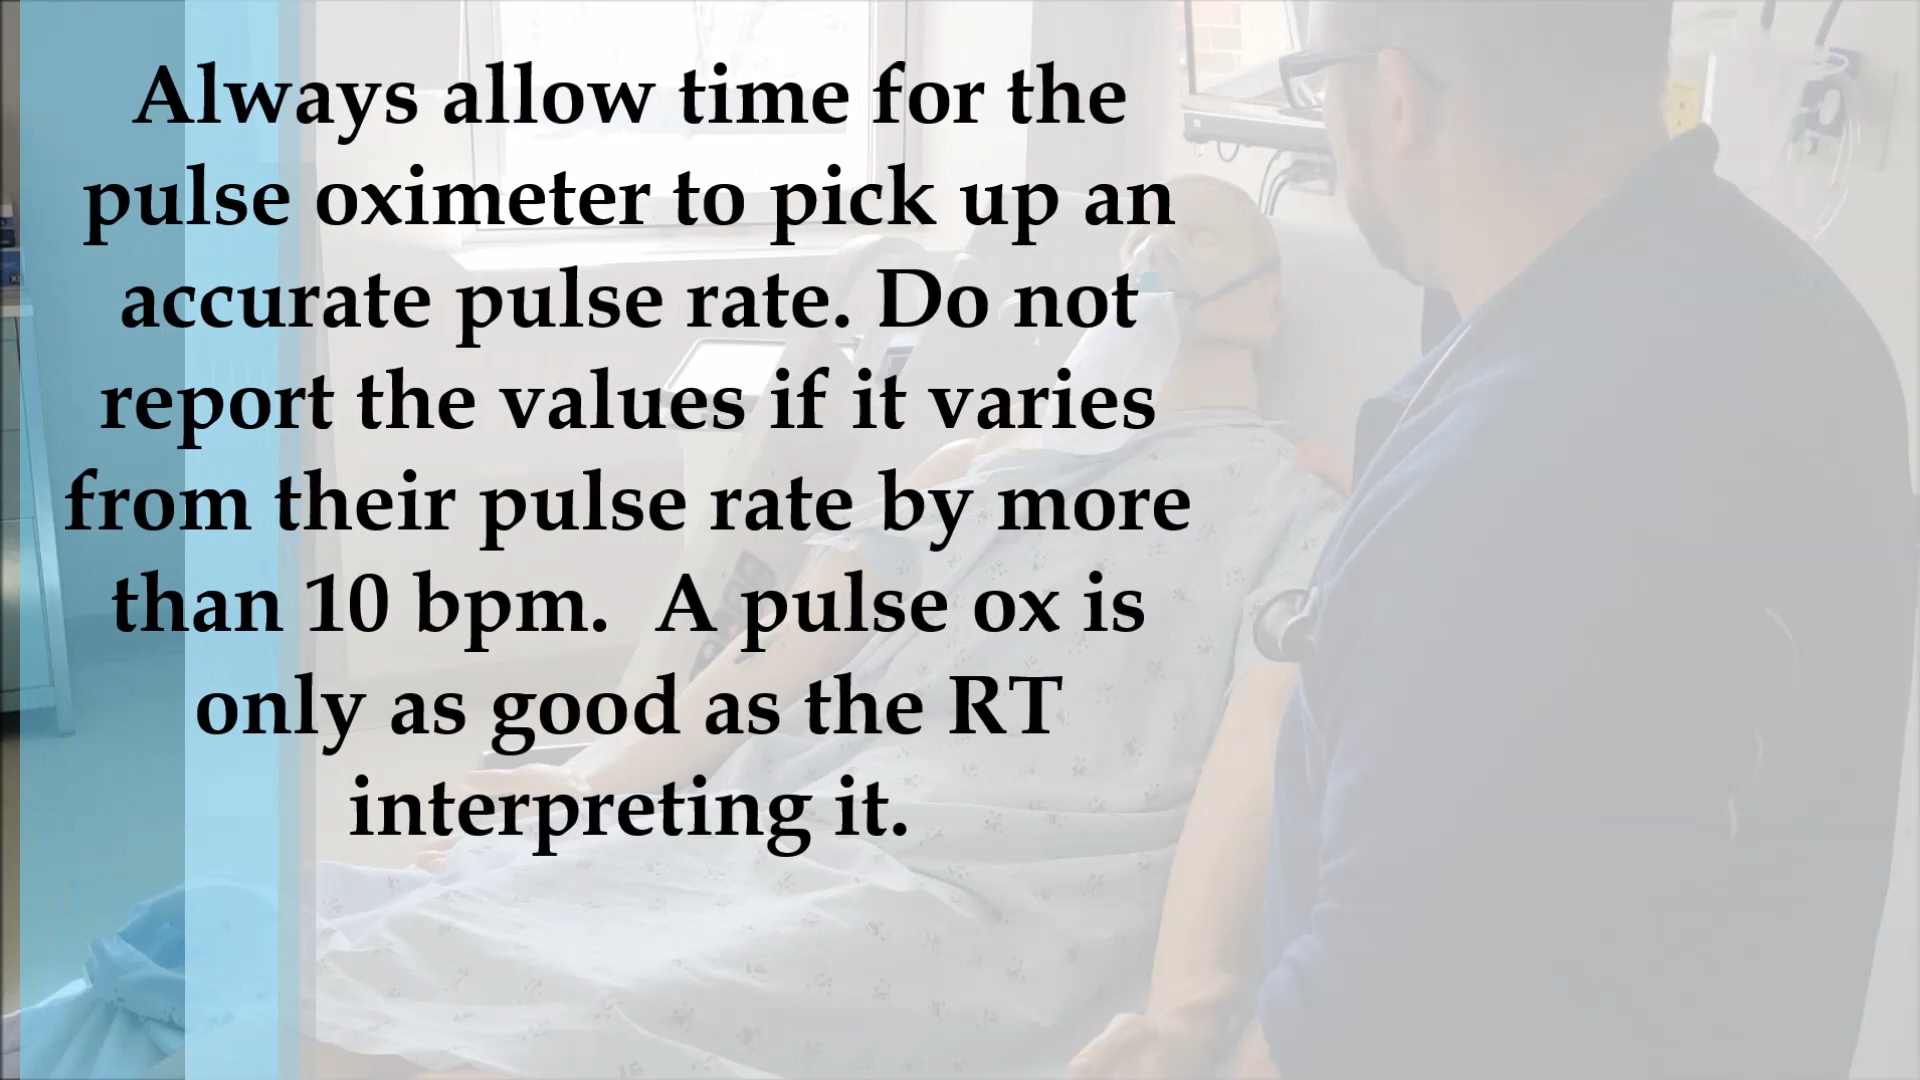 Always allow time for the
pulse oximeter to pick up an
accurate pulse rate. Do not
report the values if it varies
from their pulse rate by more
than 10 bpm.  A pulse ox is
only as good as the RT
interpreting it.